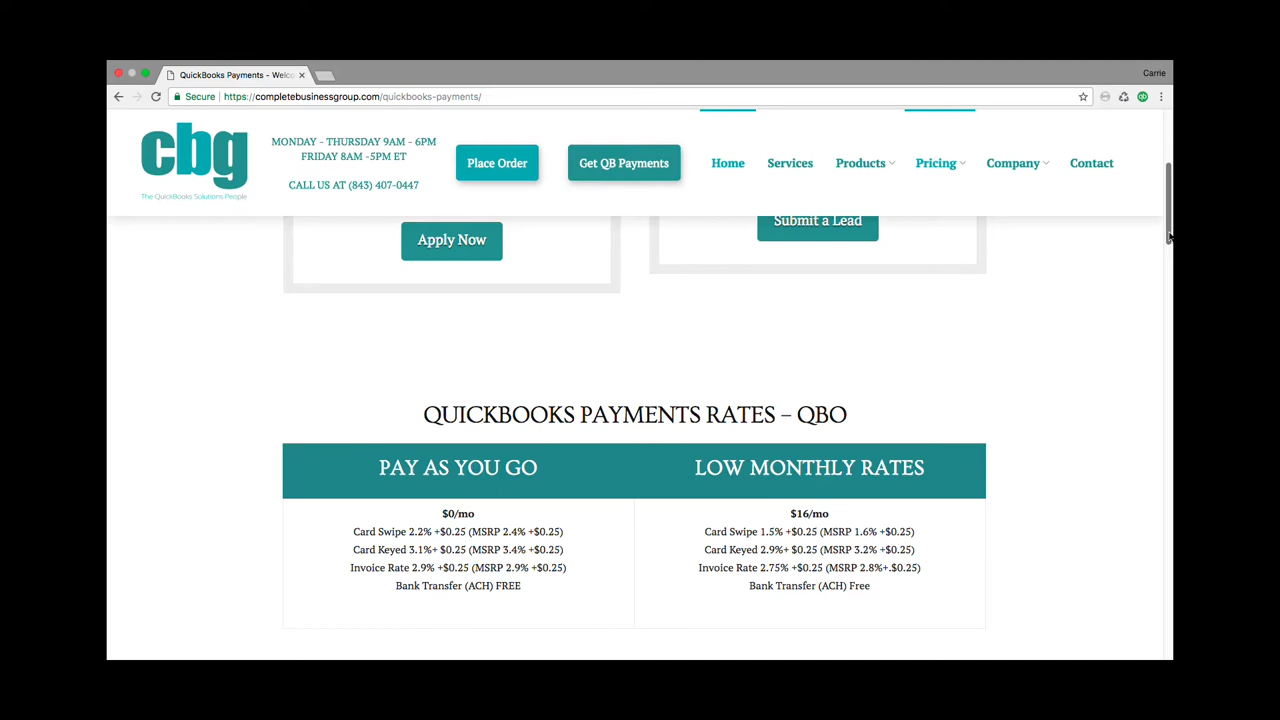 QuickBooks Payments - Welco
Carrie
Secure
https://completebusinessgroup.com/quickbooks-payments/
cbg
The QuickBooks Solutions People
MONDAY - THURSDAY 9AM - 6PM
FRIDAY 8AM -5PM ET
CALL US AT (843) 407-0447
Place Order
Get QB Payments
Home
Services
Products
Pricing
Company
Contact
Apply Now
Submit a Lead
QUICKBOOKS PAYMENTS RATES – QBO
PAY AS YOU GO
$0/mo
Card Swipe 2.2% +$0.25 (MSRP 2.4% +$0.25)
Card Keyed 3.1%+ $0.25 (MSRP 3.4% +$0.25)
Invoice Rate 2.9% +$0.25 (MSRP 2.9% +$0.25)
Bank Transfer (ACH) FREE
LOW MONTHLY RATES
$16/mo
Card Swipe 1.5% +$0.25 (MSRP 1.6% +$0.25)
Card Keyed 2.9%+ $0.25 (MSRP 3.2% +$0.25)
Invoice Rate 2.75% +$0.25 (MSRP 2.8%+.$0.25)
Bank Transfer (ACH) Free